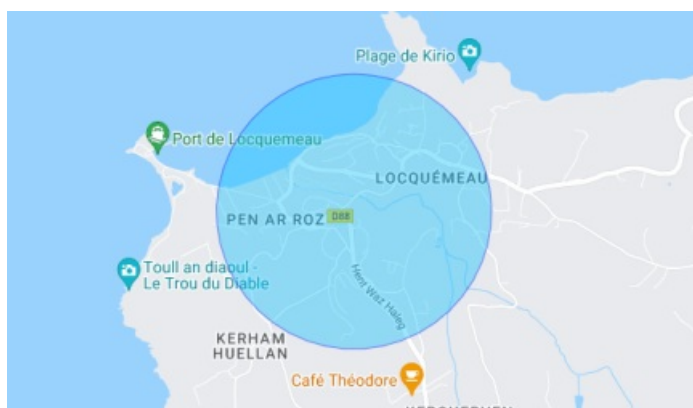 Plage de Kirio
Port de Locquemeau
LOCQUÉMEAU
PEN AR ROZ
D88
Toull an diaoul -
Le Trou du Diable
Hent Waz Haleg
KERHAM
HUELLAN
Café Théodore